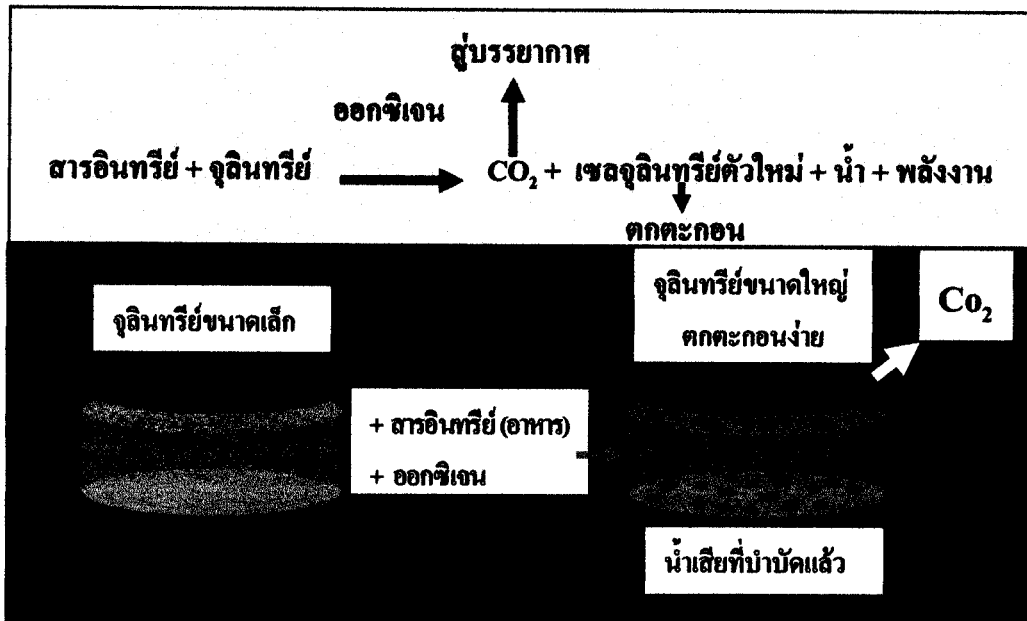 สู่บรรยากาศ
ออกซิเจน
สารอินทรีย์ + จุลินทรีย์ CO2 + เซลจุลินทรีย์ตัวใหม่ + น้ำ + พลังงาน
ตกตะกอน
จุลินทรีย์ขนาดเล็ก
จุลินทรีย์ขนาดใหญ่
ตกตะกอนง่าย
Co2
+ สารอินทรีย์ (อาหาร)
+ ออกซิเจน
น้ำเสียที่บำบัดแล้ว